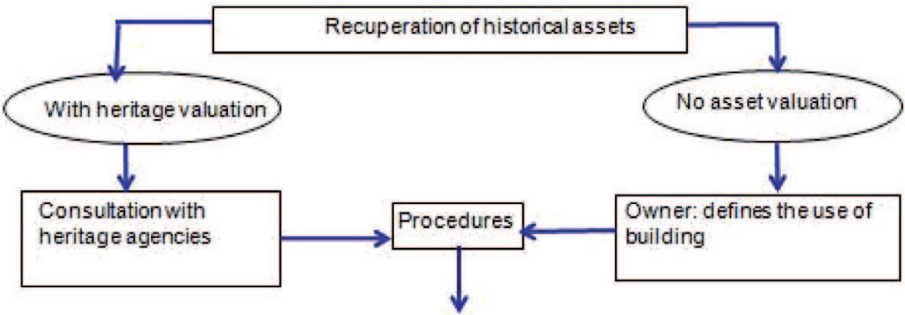 Recuperation of historical assets
With heritage valuation
No asset valuation
Consultation with
heritage agencies
Procedures
Owner: defines the use of
building